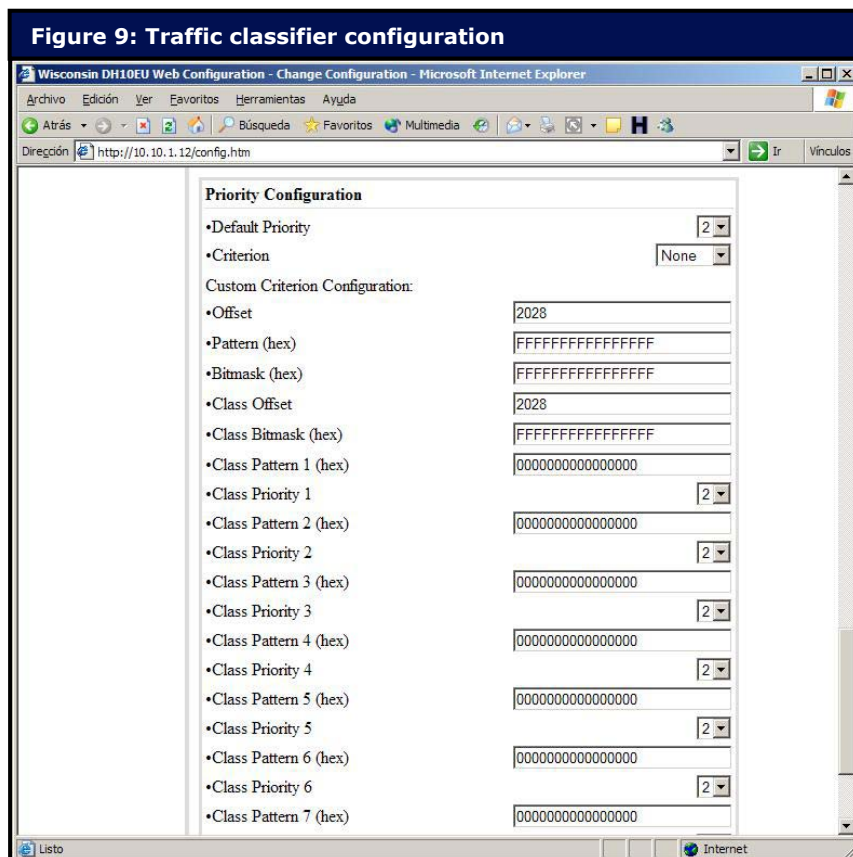 Figure 9: Traffic classifier configuration
Wisconsin DH10EU Web Configuration - Change Configuration - Microsoft Internet Explorer
Archivo Edición Ver Favoritos Herramientas Ayuda
Atrás Búsqueda Favoritos Multimedia H
Dirección http://10.10.1.12/config.htm Ir Vínculos
Priority Configuration
•Default Priority 2
•Criterion None
Custom Criterion Configuration:
•Offset 2028
•Pattern (hex) FFFFFFFFFFFFFFFF
•Bitmask (hex) FFFFFFFFFFFFFFFF
•Class Offset 2028
•Class Bitmask (hex) FFFFFFFFFFFFFFFF
•Class Pattern 1 (hex) 0000000000000000
•Class Priority 1 2
•Class Pattern 2 (hex) 0000000000000000
•Class Priority 2 2
•Class Pattern 3 (hex) 0000000000000000
•Class Priority 3 2
•Class Pattern 4 (hex) 0000000000000000
•Class Priority 4 2
•Class Pattern 5 (hex) 0000000000000000
•Class Priority 5 2
•Class Pattern 6 (hex) 0000000000000000
•Class Priority 6 2
•Class Pattern 7 (hex) 0000000000000000
Listo Internet